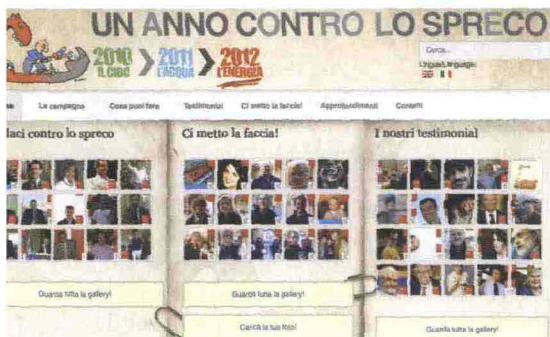 UN ANNO CONTRO LO SPRECO
2010 IL CIBO
2011 L'ACQUA
2012 L'ENERGIA
Cerca...
Lingua/Language:
La campagna Cosa puoi fare Testimonial Ci metto la faccia! Approfondimenti Contatti
daci contro lo spreco
Ci metto la faccia!
I nostri testimonial
Guarda tutta la gallery!
Guarda tutta la gallery!
Carica la tua foto!
Guarda tutta la gallery!